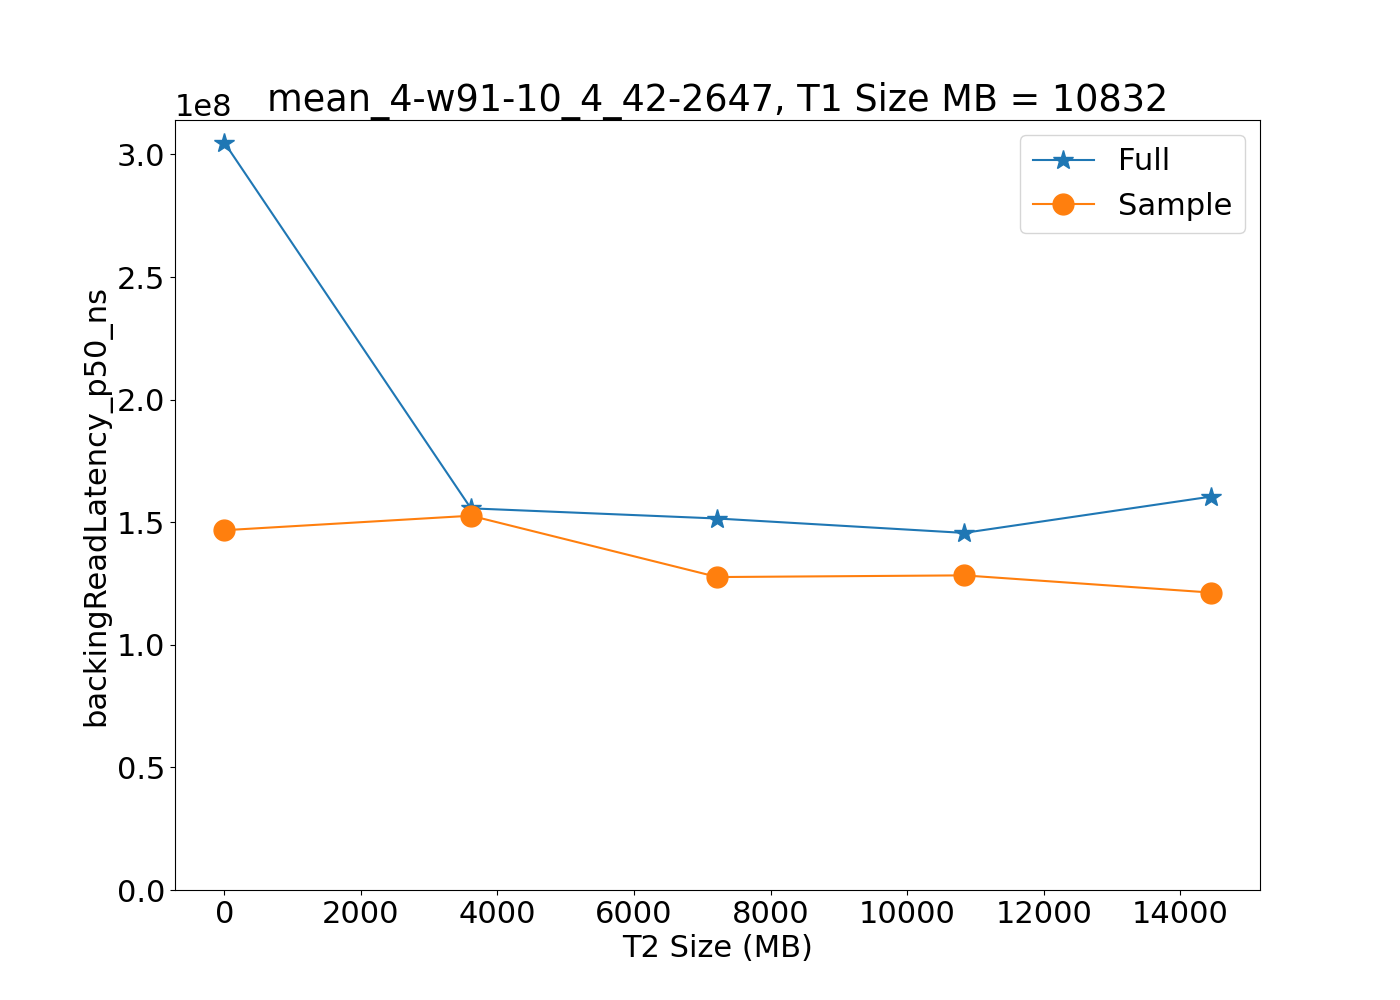 1e8
mean_4-w91-10_4_42-2647, T1 Size MB = 10832
Full
Sample
backingReadLatency_p50_ns
3.0
2.5
2.0
1.5
1.0
0.5
0.0
0 2000 4000 6000 8000 10000 12000 14000
T2 Size (MB)